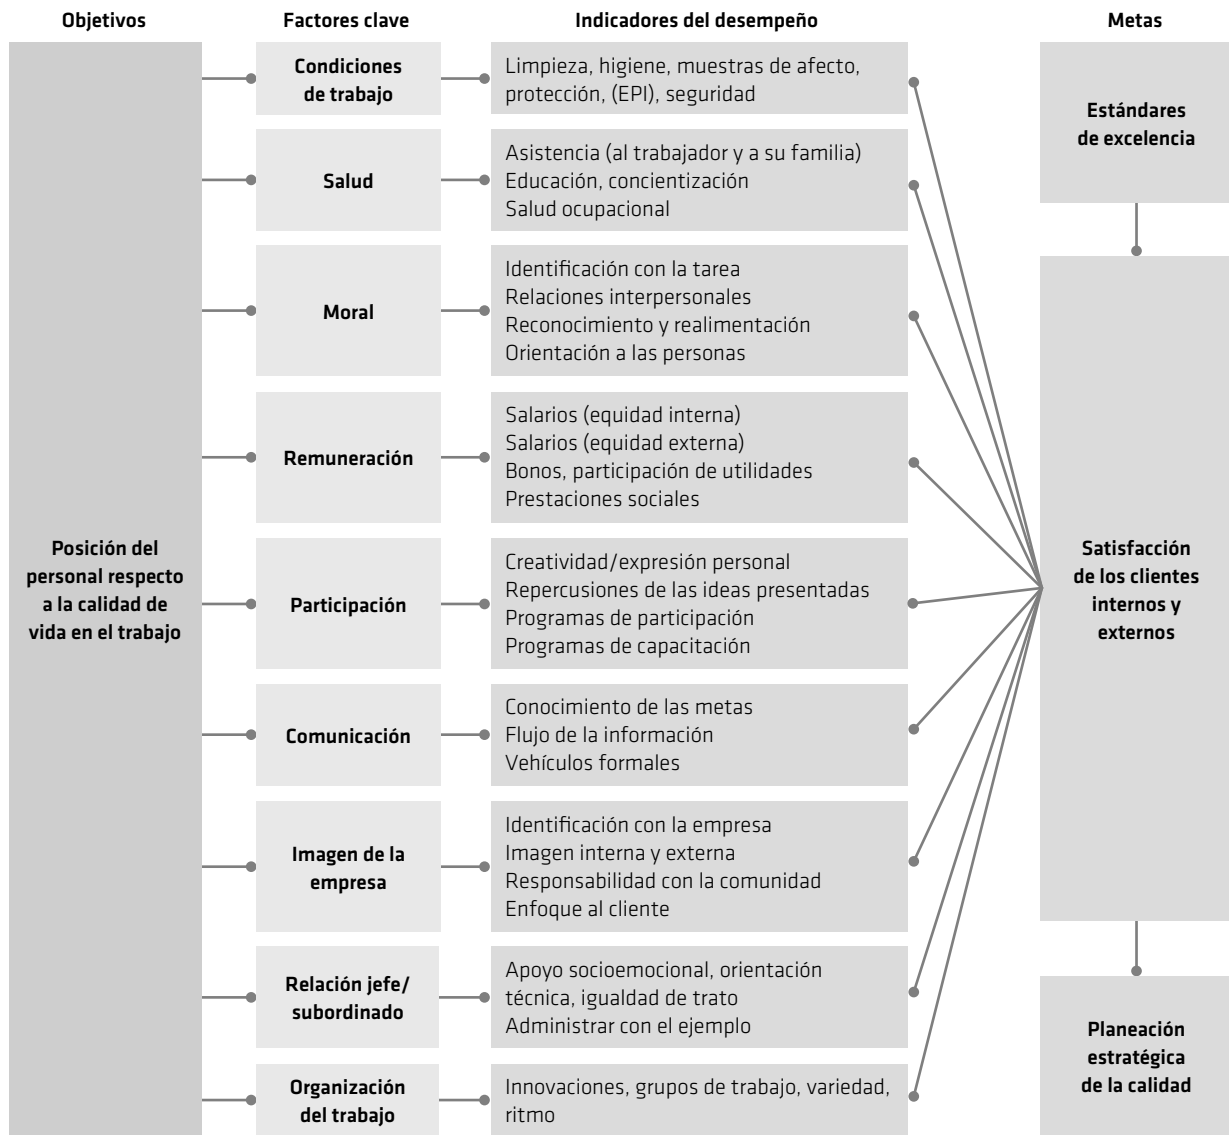 Objetivos
Factores clave
Indicadores del desempeño
Metas
Posición del
personal respecto
a la calidad de
vida en el trabajo
Condiciones
de trabajo
Limpieza, higiene, muestras de afecto,
protección, (EPI), seguridad
Salud
Asistencia (al trabajador y a su familia)
Educación, concientización
Salud ocupacional
Moral
Identificación con la tarea
Relaciones interpersonales
Reconocimiento y realimentación
Orientación a las personas
Remuneración
Salarios (equidad interna)
Salarios (equidad externa)
Bonos, participación de utilidades
Prestaciones sociales
Participación
Creatividad/expresión personal
Repercusiones de las ideas presentadas
Programas de participación
Programas de capacitación
Comunicación
Conocimiento de las metas
Flujo de la información
Vehículos formales
Imagen de la
empresa
Identificación con la empresa
Imagen interna y externa
Responsabilidad con la comunidad
Enfoque al cliente
Relación jefe/
subordinado
Apoyo socioemocional, orientación
técnica, igualdad de trato
Administrar con el ejemplo
Organización
del trabajo
Innovaciones, grupos de trabajo, variedad,
ritmo
Estándares
de excelencia
Satisfacción
de los clientes
internos y
externos
Planeación
estratégica
de la calidad